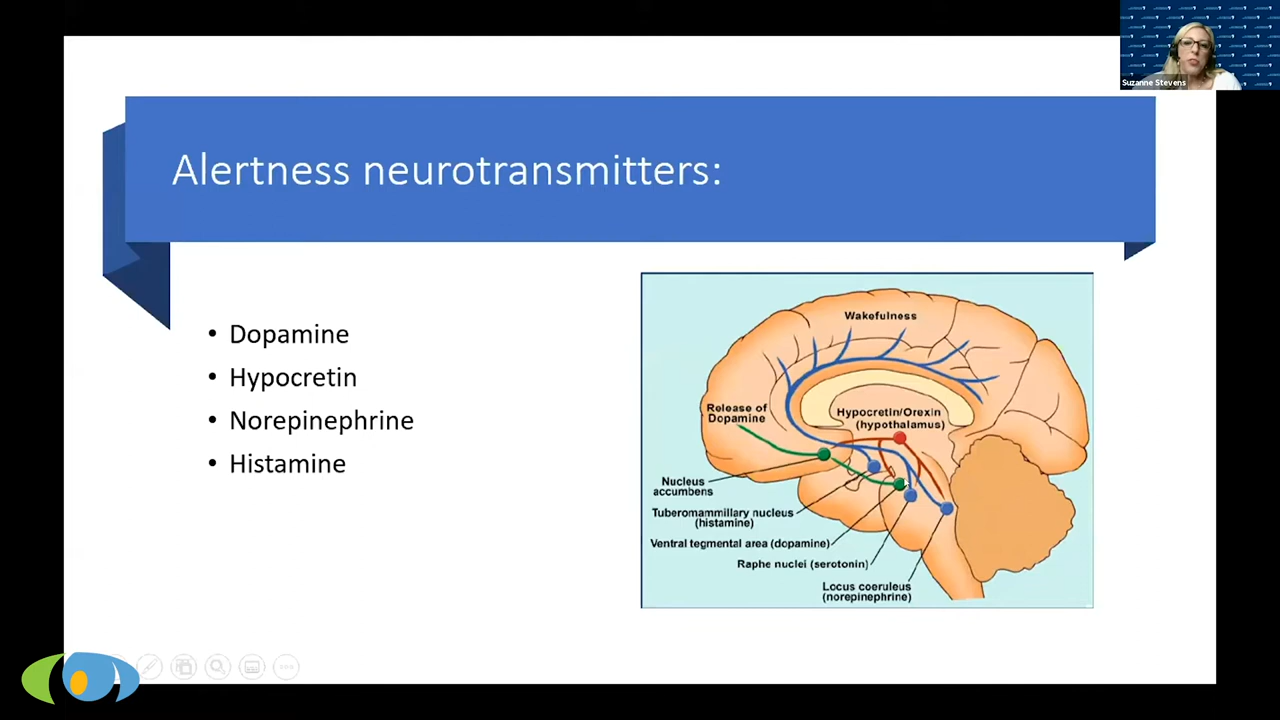 Suzanne Stevens
Alertness neurotransmitters:
• Dopamine
• Hypocretin
• Norepinephrine
• Histamine
Wakefulness
Release of
Dopamine
Hypocretin/Orexin
(hypothalamus)
Nucleus
accumbens
Tuberomammillary nucleus
(histamine)
Ventral tegmental area (dopamine)
Raphe nuclei (serotonin)
Locus coeruleus
(norepinephrine)